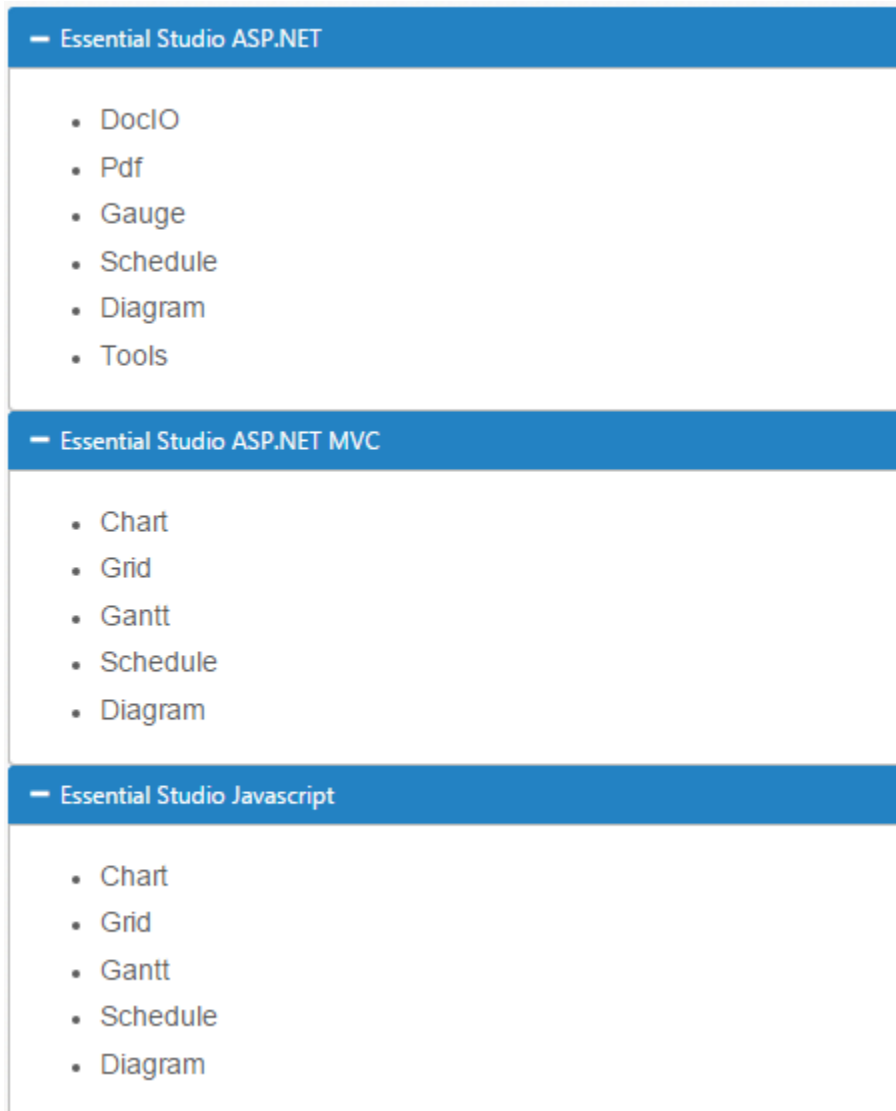 Essential Studio ASP.NET
DocIO
Pdf
Gauge
Schedule
Diagram
Tools
Essential Studio ASP.NET MVC
Chart
Grid
Gantt
Schedule
Diagram
Essential Studio Javascript
Chart
Grid
Gantt
Schedule
Diagram